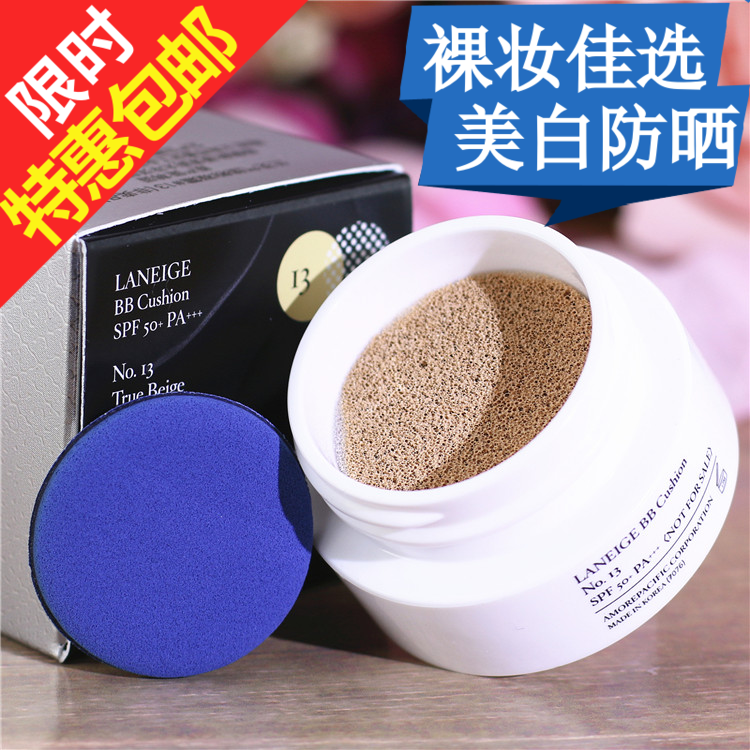 限时
特惠包邮
裸妆佳选
美白防晒
LANEIGE
BB Cushion
SPF 50+ PA+++
No. 13
True Beige
13
LANEIGE BB Cushion
No. 13
SPF 50+ PA+++ (NOT FOR SALE)
AMOREPACIFIC CORPORATION
MADE IN KOREA (7076)